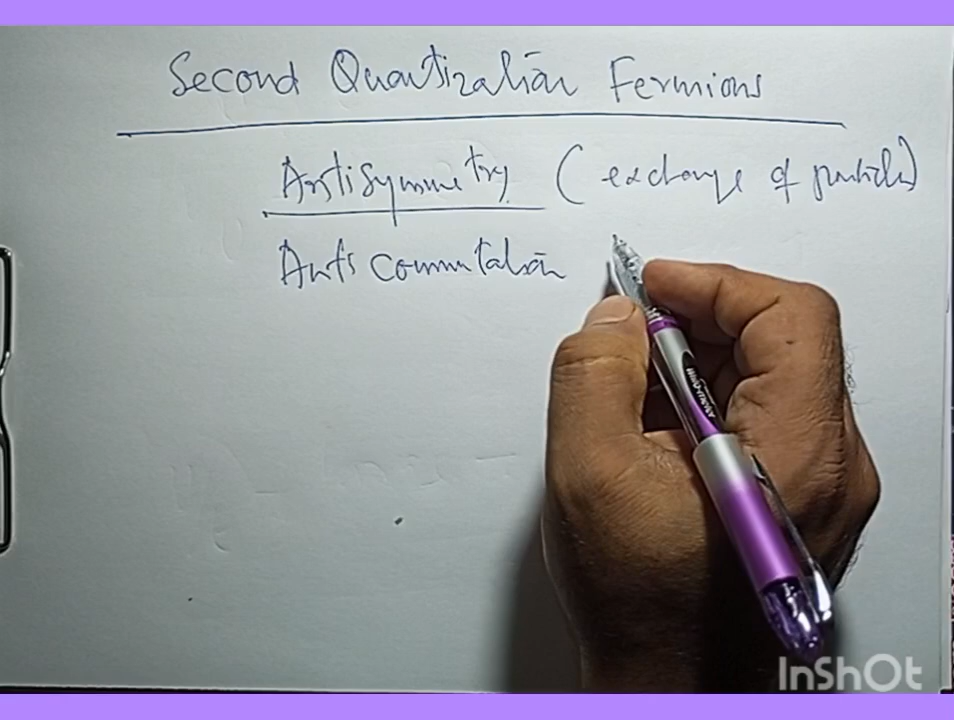 Second Quantization Fermions
Antisymmetry (exchange of particle)
Anti commutation
InShOt